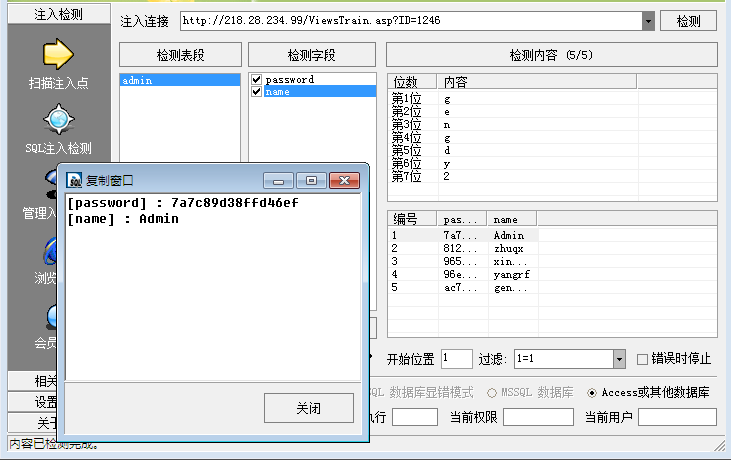 注入检测
注入连接 http://218.28.234.99/ViewsTrain.asp?ID=1246 检测
检测表段 检测字段 检测内容 (5/5)
扫描注入点
SQL注入检测
管理入
浏览
会员
相关
设置
关于
admin
password
name
位数 内容
第1位 g
第2位 e
第3位 n
第4位 g
第5位 d
第6位 y
第7位 2
复制窗口
[password] : 7a7c89d38ffd46ef
[name] : Admin
关闭
编号 pas... name
1 7a7... Admin
2 812... zhuqx
3 965... xin...
4 96e... yangrf
5 ac7... gen...
开始位置 1 过滤: 1=1 错误时停止
SQL 数据库显错模式 MSSQL 数据库 Access或其他数据库
执行 当前权限 当前用户
内容已检测完成。